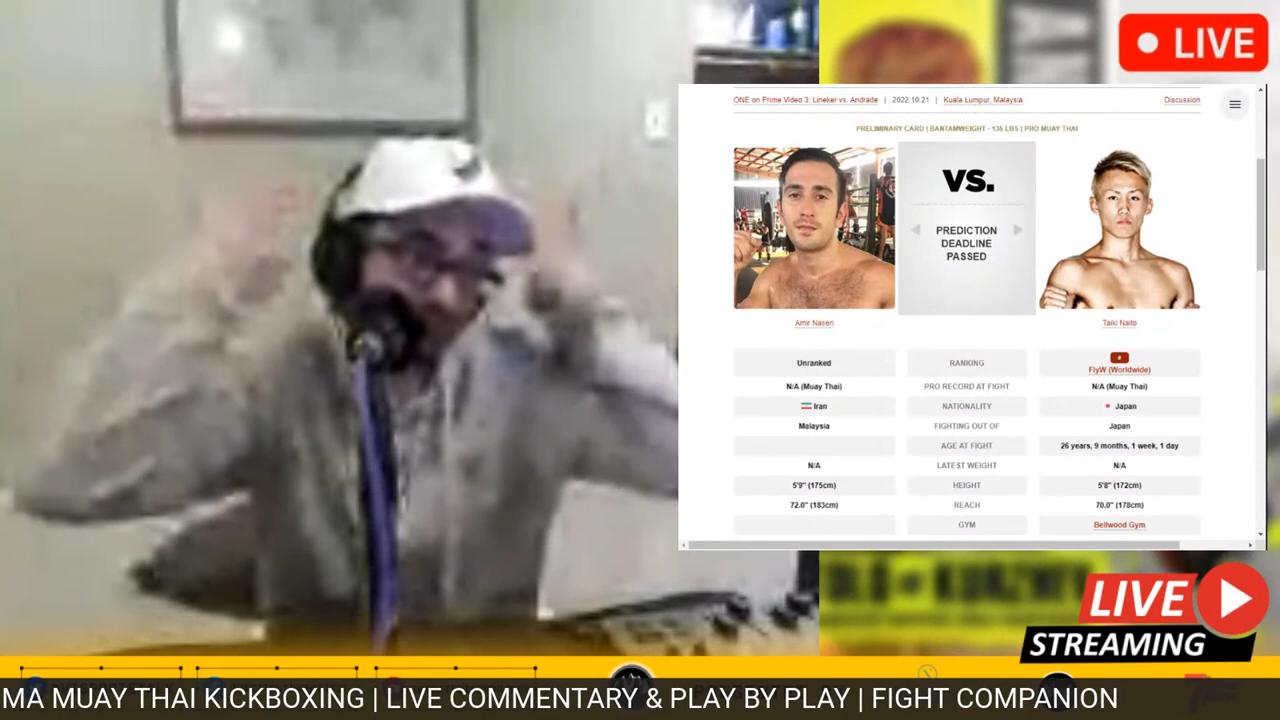 LIVE
ONE on Prime Video 3: Lineker vs. Andrade | 2022.10.21 | Kuala Lumpur, Malaysia Discussion
PRELIMINARY CARD | BANTAMWEIGHT · 135 LBS | PRO MUAY THAI
VS.
PREDICTION
DEADLINE
PASSED
Amir Naseri Taiki Naito
Unranked RANKING FlyW (Worldwide)
N/A (Muay Thai) PRO RECORD AT FIGHT N/A (Muay Thai)
Iran NATIONALITY Japan
Malaysia FIGHTING OUT OF Japan
AGE AT FIGHT 26 years, 9 months, 1 week, 1 day
N/A LATEST WEIGHT N/A
5'9" (175cm) HEIGHT 5'8" (172cm)
72.0" (183cm) REACH 70.0" (178cm)
GYM Bellwood Gym
LIVE
STREAMING
MA MUAY THAI KICKBOXING | LIVE COMMENTARY & PLAY BY PLAY | FIGHT COMPANION